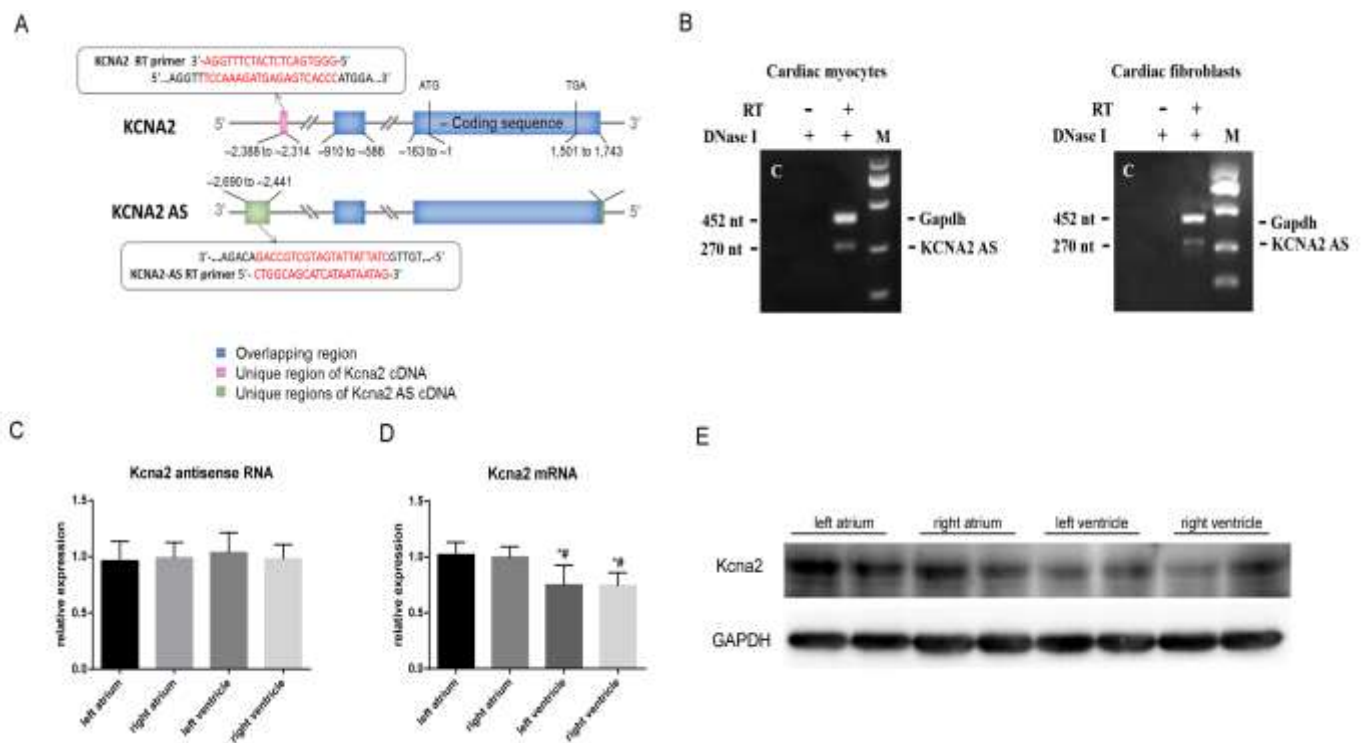 A
KCNA2 RT primer 3'-AGGTTTCTACTCTCAGTGGG-5'
5'...AGGTTTCCAAAGATGAGAGTCACCCATGGA...3'
ATG
TGA
KCNA2
5'
– Coding sequence
3'
–2,388 to –2,314
–910 to –586
–163 to –1
1,501 to 1,743
–2,690 to –2,441
KCNA2 AS
3'
5'
3'-...AGACAGACCGTCGTAGTATTATTATCGTTGT,..-5'
KCNA2-AS RT primer 5'- CTGGCAGCATCATAATAATAG-3'
Overlapping region
Unique region of Kcna2 cDNA
Unique regions of Kcna2 AS cDNA
B
Cardiac myocytes
RT - +
DNase I + + M
C
452 nt -
- Gapdh
270 nt -
- KCNA2 AS
Cardiac fibroblasts
RT - +
DNase I + + M
C
452 nt -
- Gapdh
270 nt -
- KCNA2 AS
C
Kcna2 antisense RNA
relative expression
1.5
1.0
0.5
0.0
left atrium
right atrium
left ventricle
right ventricle
D
Kcna2 mRNA
relative expression
1.5
1.0
0.5
0.0
*#
*#
left atrium
right atrium
left ventricle
right ventricle
E
left atrium
right atrium
left ventricle
right ventricle
Kcna2
GAPDH